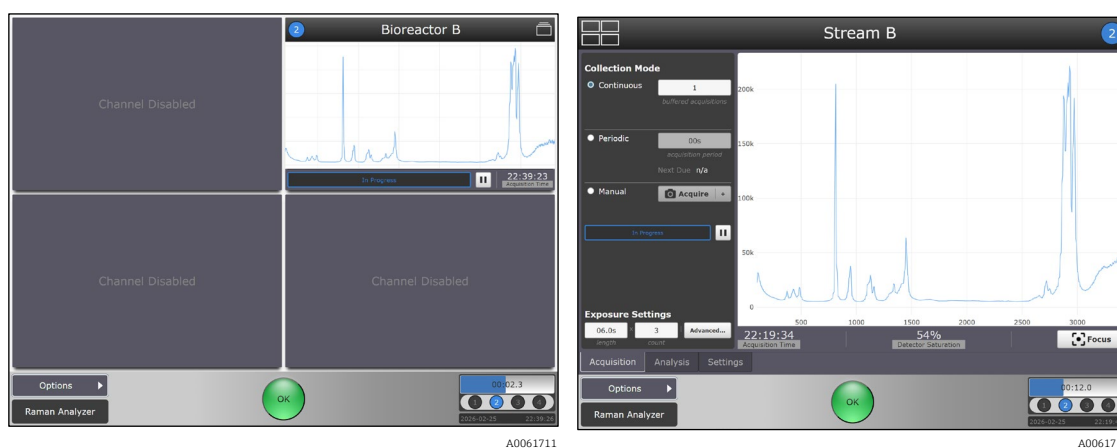 2
Bioreactor B
Channel Disabled
In Progress
22:39:23
Acquisition Time
Channel Disabled
Channel Disabled
Options
Raman Analyzer
OK
00:02.3
1 2 3 4
2026-02-25 22:39:26
A0061711
Stream B
2
Collection Mode
Continuous
1
buffered acquisitions
Periodic
00s
acquisition period
Next Due n/a
Manual
Acquire
In Progress
Exposure Settings
06.0s × 3 Advanced...
length count
200k
150k
100k
50k
0
500 1000 1500 2000 2500 3000
22:19:34
Acquisition Time
54%
Detector Saturation
Focus
Acquisition Analysis Settings
Options
Raman Analyzer
OK
00:12.0
1 2 3 4
2026-02-25
A00617